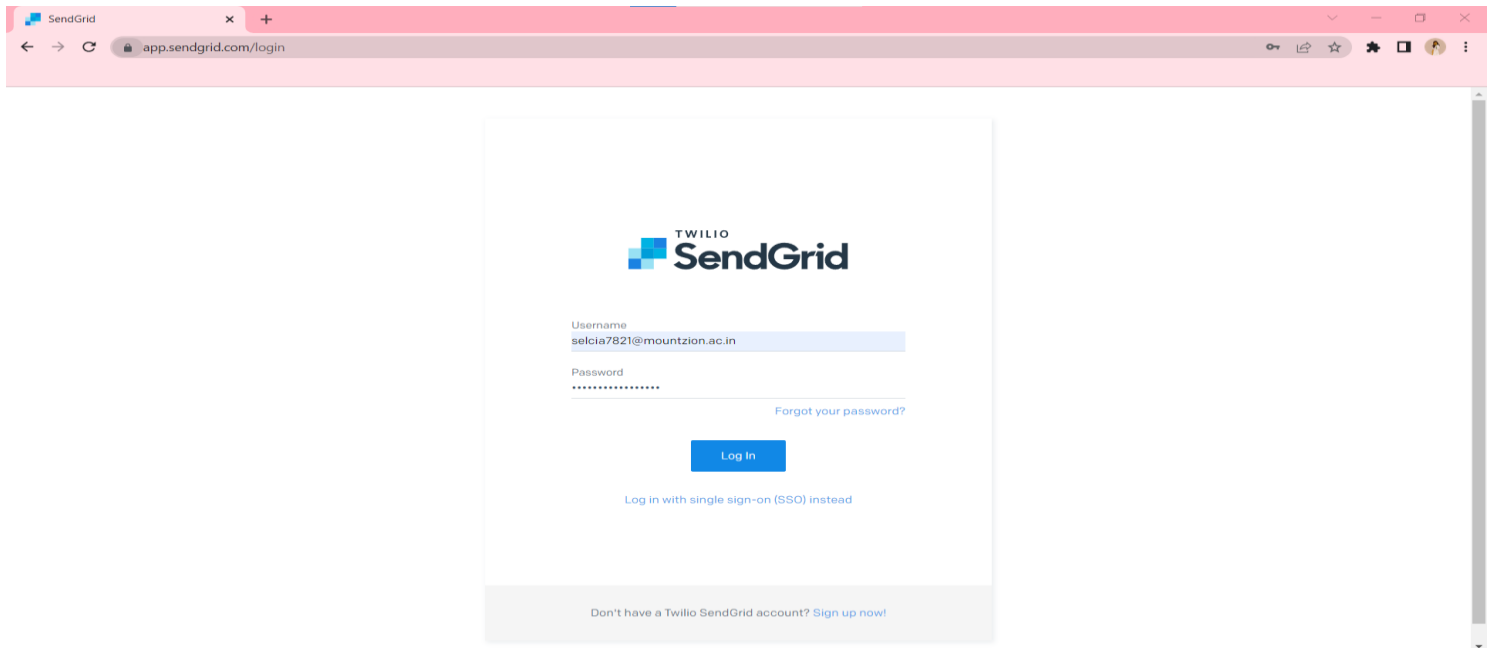 SendGrid
app.sendgrid.com/login
TWILIO
SendGrid
Username
selcia7821@mountzion.ac.in
Password
•••••••••••••••••
Forgot your password?
Log In
Log in with single sign-on (SSO) instead
Don't have a Twilio SendGrid account? Sign up now!